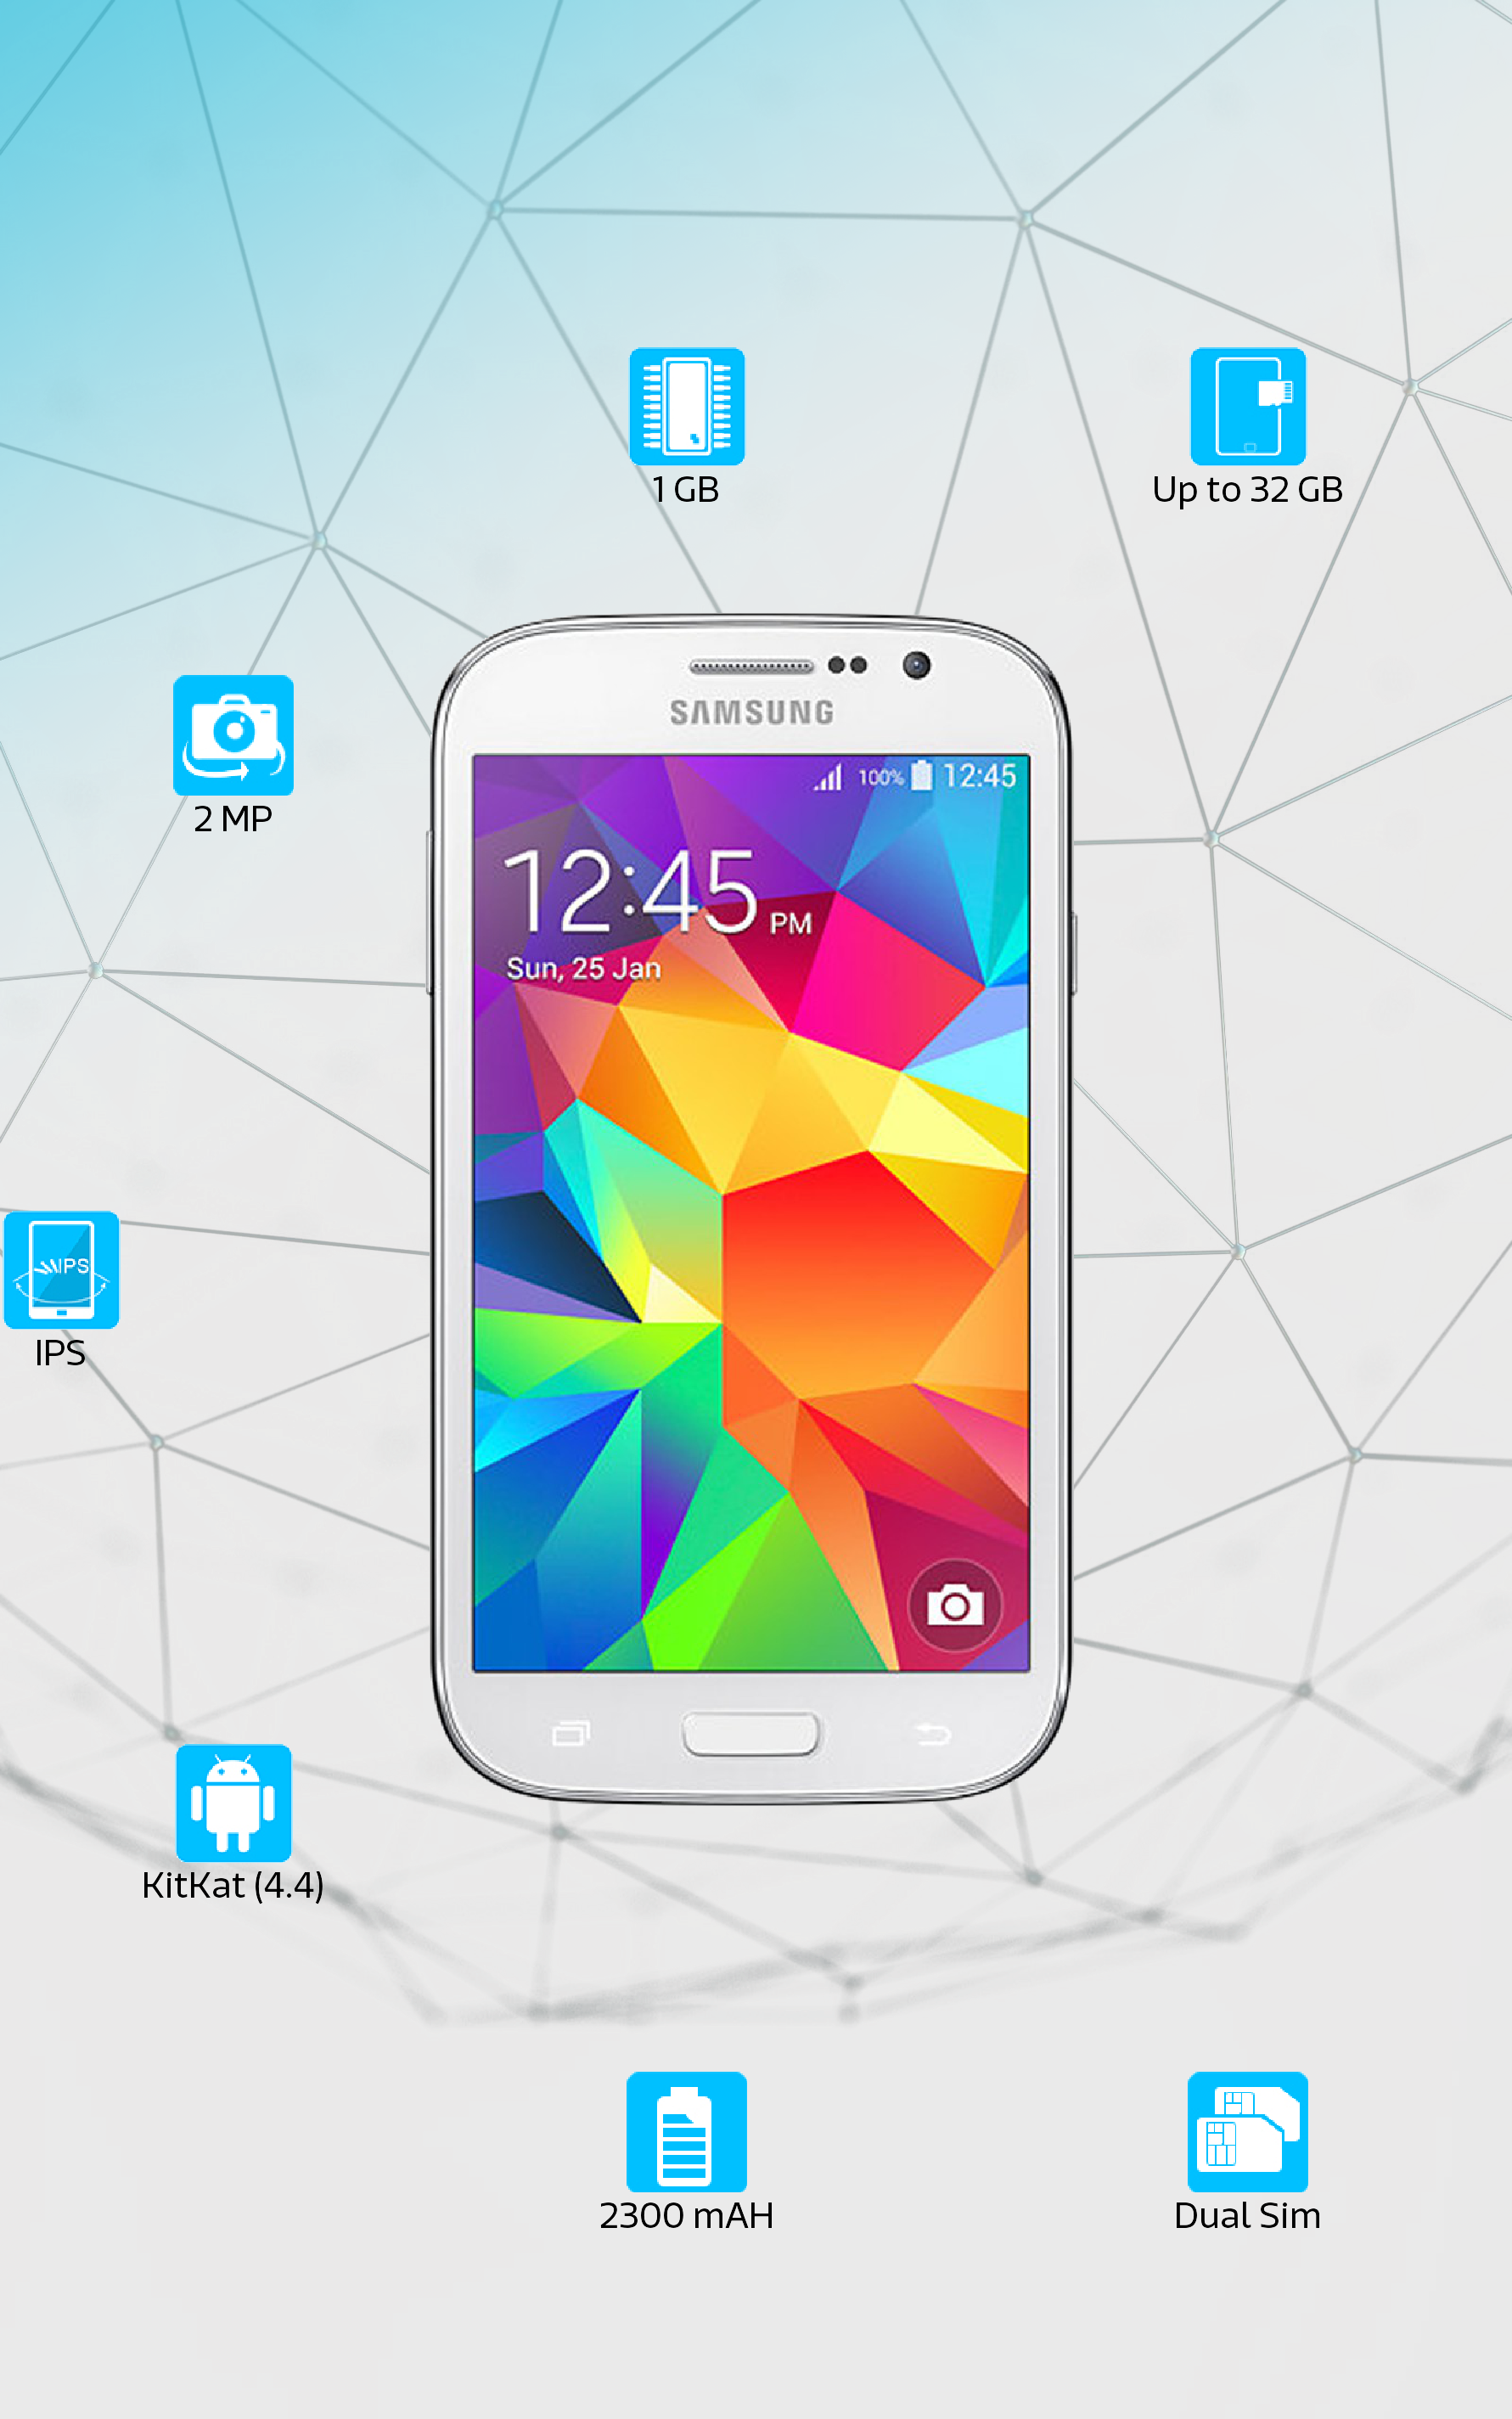 1 GB
Up to 32 GB
2 MP
SAMSUNG
100% 12:45
12:45 PM
Sun, 25 Jan
IPS
IPS
KitKat (4.4)
2300 mAH
Dual Sim